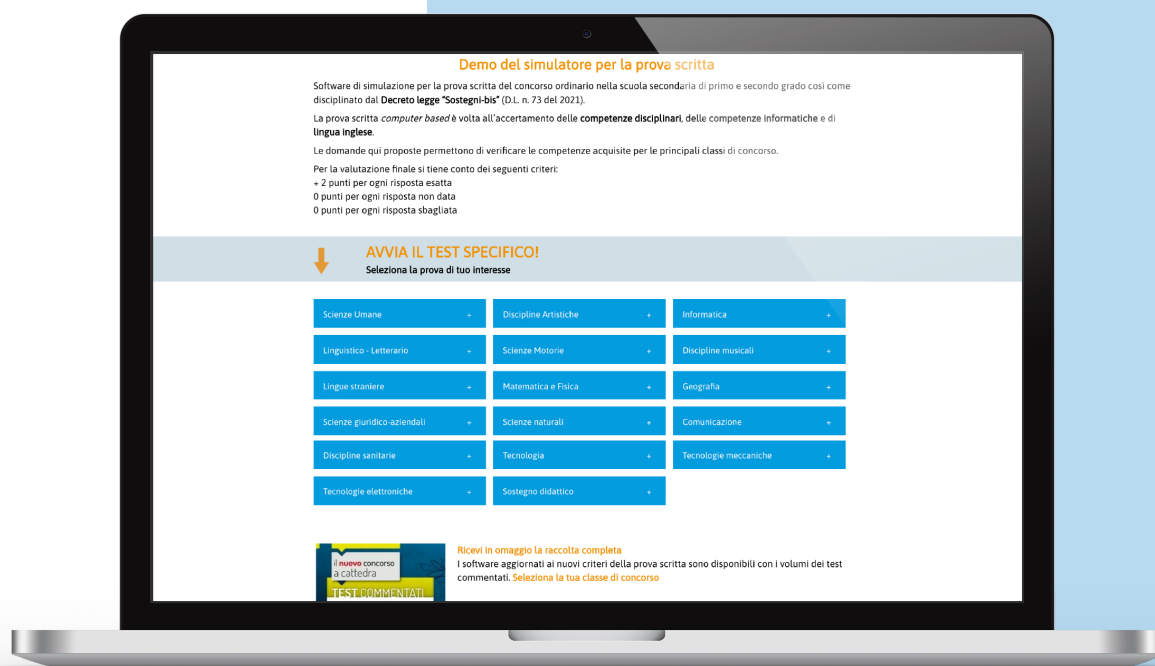 Demo del simulatore per la prova scritta
Software di simulazione per la prova scritta del concorso ordinario nella scuola secondaria di primo e secondo grado così come
disciplinato dal Decreto legge “Sostegni-bis” (D.L. n. 73 del 2021).
La prova scritta computer based è volta all’accertamento delle competenze disciplinari, delle competenze informatiche e di
lingua inglese.
Le domande qui proposte permettono di verificare le competenze acquisite per le principali classi di concorso.
Per la valutazione finale si tiene conto dei seguenti criteri:
+ 2 punti per ogni risposta esatta
0 punti per ogni risposta non data
0 punti per ogni risposta sbagliata
AVVIA IL TEST SPECIFICO!
Seleziona la prova di tuo interesse
Scienze Umane +
Discipline Artistiche +
Informatica +
Linguistico - Letterario +
Scienze Motorie +
Discipline musicali +
Lingue straniere +
Matematica e Fisica +
Geografia +
Scienze giuridico-aziendali +
Scienze naturali +
Comunicazione +
Discipline sanitarie +
Tecnologia +
Tecnologie meccaniche +
Tecnologie elettroniche +
Sostegno didattico +
il nuovo concorso
a cattedra
TEST COMMENTATI
Ricevi in omaggio la raccolta completa
I software aggiornati ai nuovi criteri della prova scritta sono disponibili con i volumi dei test
commentati. Seleziona la tua classe di concorso